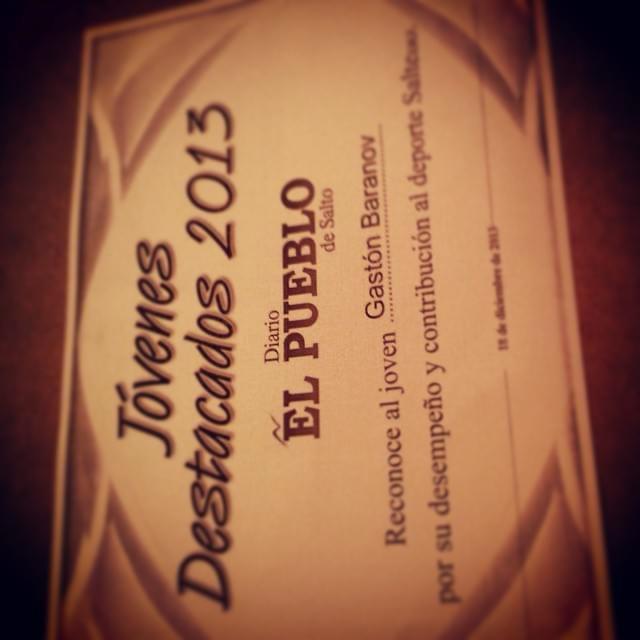 Jóvenes
Destacados 2013
Diario
EL PUEBLO
de Salto
Reconoce al joven Gastón Baranov
por su desempeño y contribución al deporte
18 de diciembre de 2013